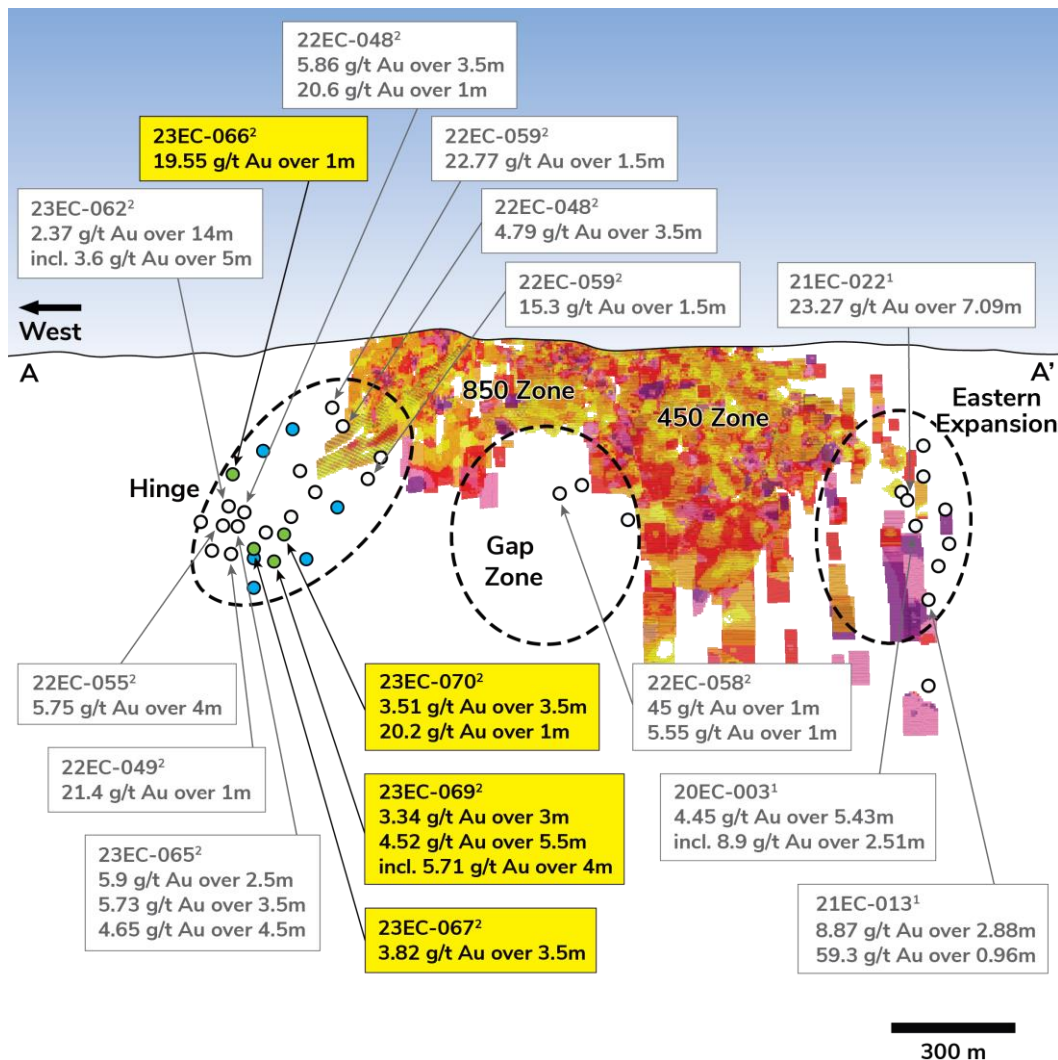 22EC-048²
5.86 g/t Au over 3.5m
20.6 g/t Au over 1m
23EC-066²
19.55 g/t Au over 1m
22EC-059²
22.77 g/t Au over 1.5m
23EC-062²
2.37 g/t Au over 14m
incl. 3.6 g/t Au over 5m
22EC-048²
4.79 g/t Au over 3.5m
22EC-059²
15.3 g/t Au over 1.5m
21EC-022¹
23.27 g/t Au over 7.09m
West
A
A'
850 Zone
450 Zone
Eastern
Expansion
Hinge
Gap
Zone
22EC-055²
5.75 g/t Au over 4m
23EC-070²
3.51 g/t Au over 3.5m
20.2 g/t Au over 1m
22EC-058²
45 g/t Au over 1m
5.55 g/t Au over 1m
22EC-049²
21.4 g/t Au over 1m
23EC-069²
3.34 g/t Au over 3m
4.52 g/t Au over 5.5m
incl. 5.71 g/t Au over 4m
20EC-003¹
4.45 g/t Au over 5.43m
incl. 8.9 g/t Au over 2.51m
23EC-065²
5.9 g/t Au over 2.5m
5.73 g/t Au over 3.5m
4.65 g/t Au over 4.5m
23EC-067²
3.82 g/t Au over 3.5m
21EC-013¹
8.87 g/t Au over 2.88m
59.3 g/t Au over 0.96m
300 m